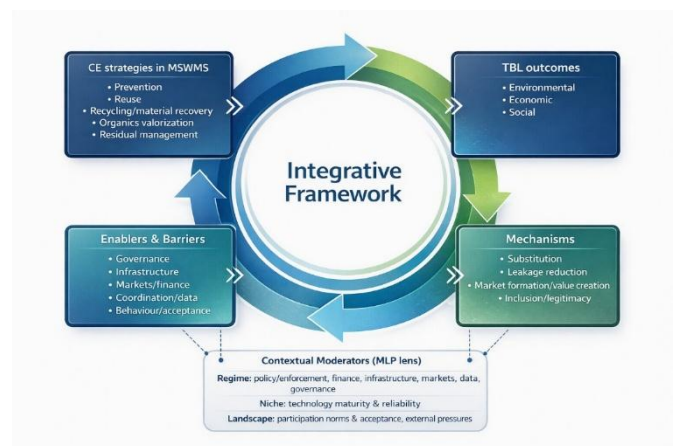 CE strategies in MSWMS
• Prevention
• Reuse
• Recycling/material recovery
• Organics valorization
• Residual management
TBL outcomes
• Environmental
• Economic
• Social
Integrative
Framework
Enablers & Barriers
• Governance
• Infrastructure
• Markets/finance
• Coordination/data
• Behaviour/acceptance
Mechanisms
• Substitution
• Leakage reduction
• Market formation/value creation
• Inclusion/legitimacy
Contextual Moderators (MLP lens)
Regime: policy/enforcement, finance, infrastructure, markets, data,
governance
Niche: technology maturity & reliability
Landscape: participation norms & acceptance, external pressures